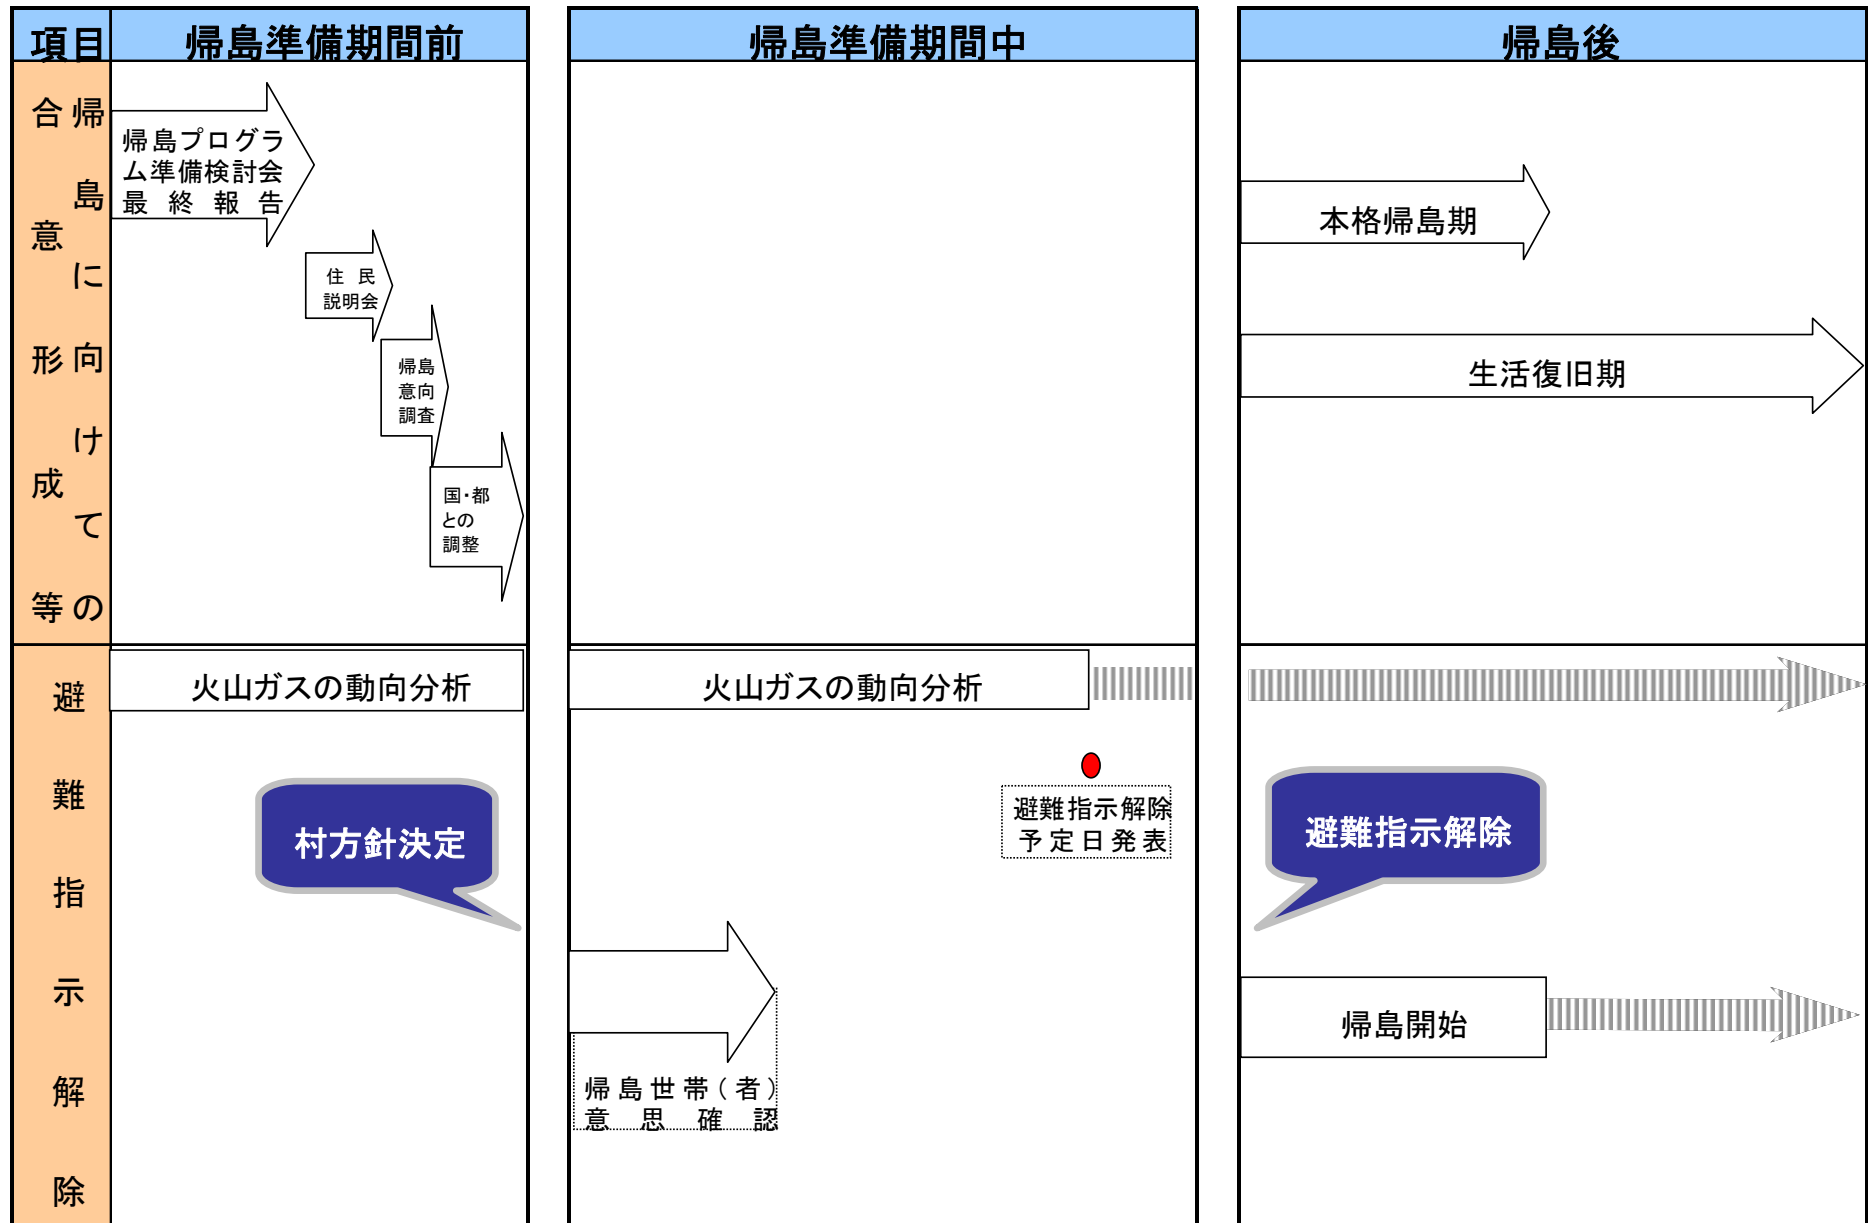 項目
帰島準備期間前
帰島準備期間中
帰島後
帰島に向けての
合意形成等
帰島プログラ
ム準備検討会
最終報告
住民
説明会
帰島
意向
調査
国・都
との
調整
本格帰島期
生活復旧期
避難指示解除
火山ガスの動向分析
火山ガスの動向分析
村方針決定
避難指示解除
予定日発表
避難指示解除
帰島世帯(者)
意思確認
帰島開始